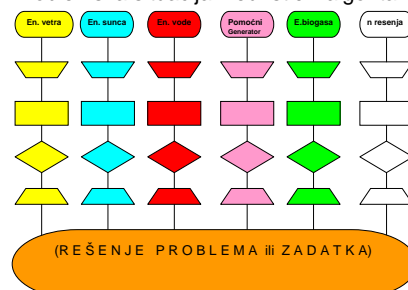 En. vetra
En. sunca
En. vode
Pomoćni
Generator
E.biogasa
n resenja
(REŠENJE PROBLEMA ili ZADATKA)